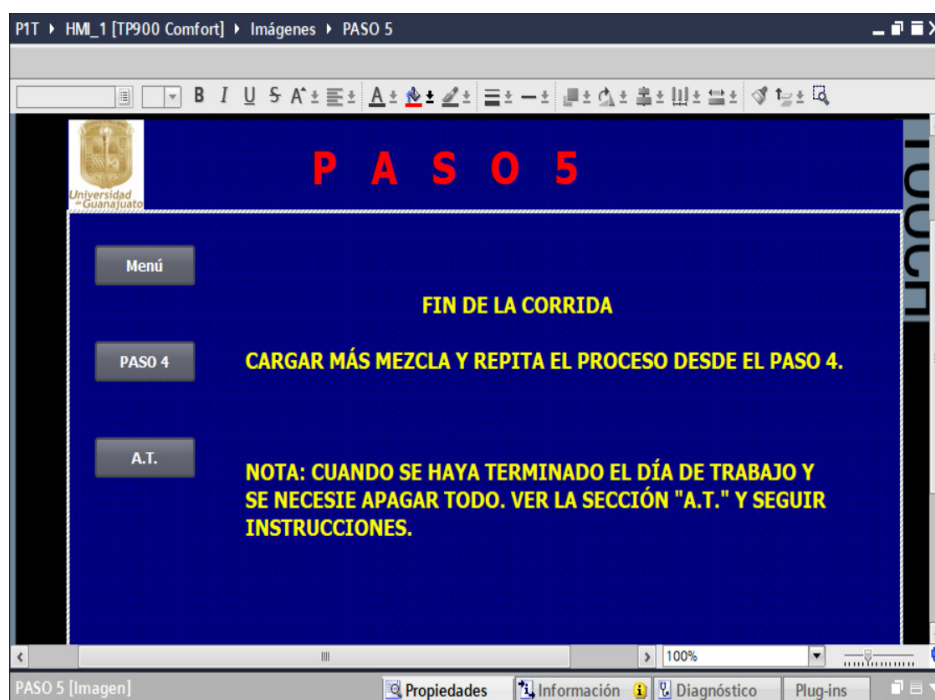 P1T ▸ HMI_1 [TP900 Comfort] ▸ Imágenes ▸ PASO 5
B I U S A
A
Universidad
de Guanajuato
P A S O 5
TOUCH
Menú
FIN DE LA CORRIDA
PASO 4
CARGAR MÁS MEZCLA Y REPITA EL PROCESO DESDE EL PASO 4.
A.T.
NOTA: CUANDO SE HAYA TERMINADO EL DÍA DE TRABAJO Y
SE NECESIE APAGAR TODO. VER LA SECCIÓN "A.T." Y SEGUIR
INSTRUCCIONES.
100%
PASO 5 [Imagen]
Propiedades
Información
Diagnóstico
Plug-ins